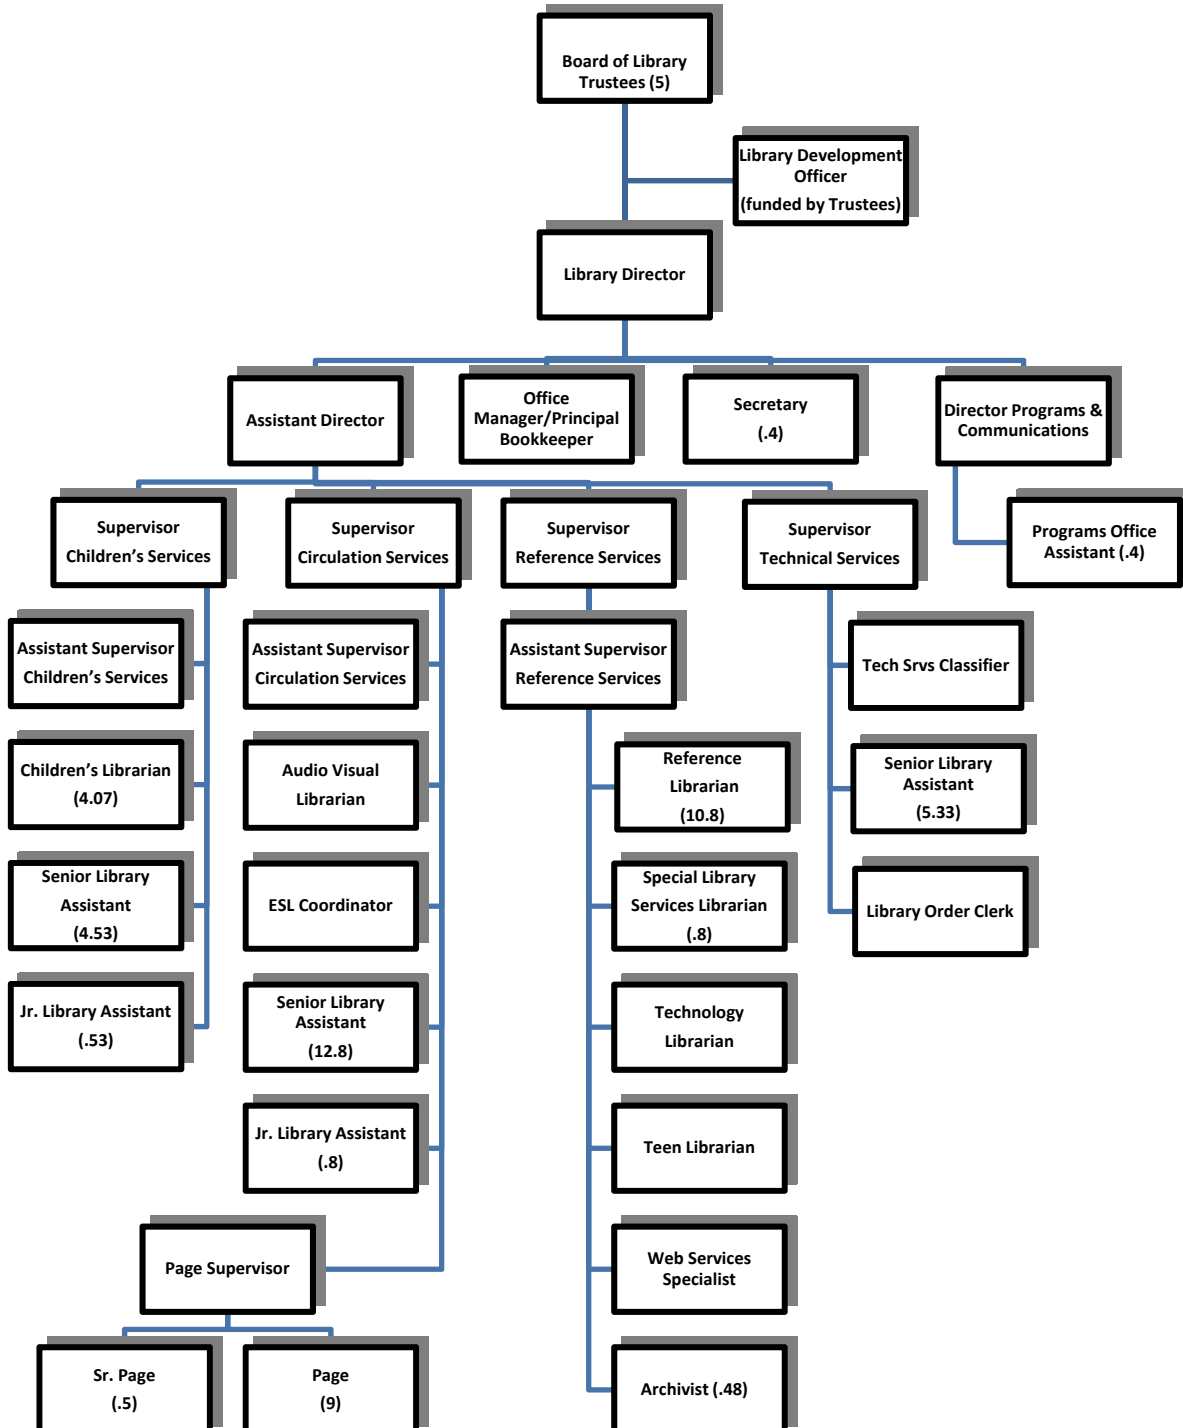 Board of Library
Trustees (5)
Library Development
Officer
(funded by Trustees)
Library Director
Assistant Director
Office
Manager/Principal
Bookkeeper
Secretary
(.4)
Director Programs &
Communications
Programs Office
Assistant (.4)
Supervisor
Children’s Services
Supervisor
Circulation Services
Supervisor
Reference Services
Supervisor
Technical Services
Assistant Supervisor
Children’s Services
Children’s Librarian
(4.07)
Senior Library
Assistant
(4.53)
Jr. Library Assistant
(.53)
Assistant Supervisor
Circulation Services
Audio Visual
Librarian
ESL Coordinator
Senior Library
Assistant
(12.8)
Jr. Library Assistant
(.8)
Page Supervisor
Sr. Page
(.5)
Page
(9)
Assistant Supervisor
Reference Services
Reference
Librarian
(10.8)
Special Library
Services Librarian
(.8)
Technology
Librarian
Teen Librarian
Web Services
Specialist
Archivist (.48)
Tech Srvs Classifier
Senior Library
Assistant
(5.33)
Library Order Clerk